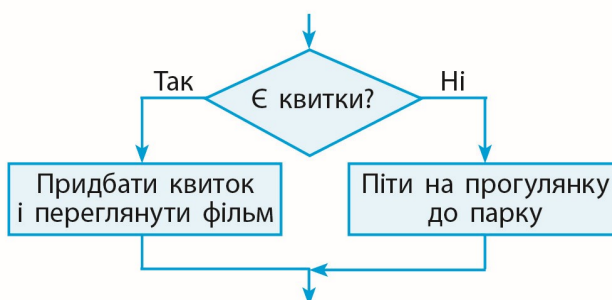 Є квитки?
Так
Ні
Придбати квиток
і переглянути фільм
Піти на прогулянку
до парку